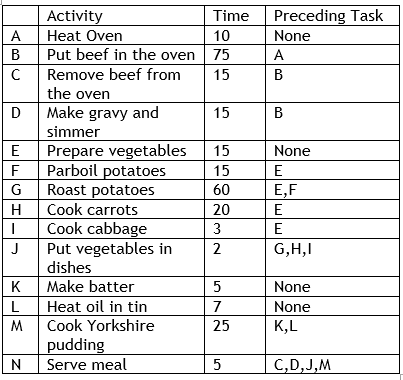 Activity Time Preceding Task
A Heat Oven 10 None
B Put beef in the oven 75 A
C Remove beef from 15 B
the oven
D Make gravy and 15 B
simmer
E Prepare vegetables 15 None
F Parboil potatoes 15 E
G Roast potatoes 60 E,F
H Cook carrots 20 E
I Cook cabbage 3 E
J Put vegetables in 2 G,H,I
dishes
K Make batter 5 None
L Heat oil in tin 7 None
M Cook Yorkshire 25 K,L
pudding
N Serve meal 5 C,D,J,M